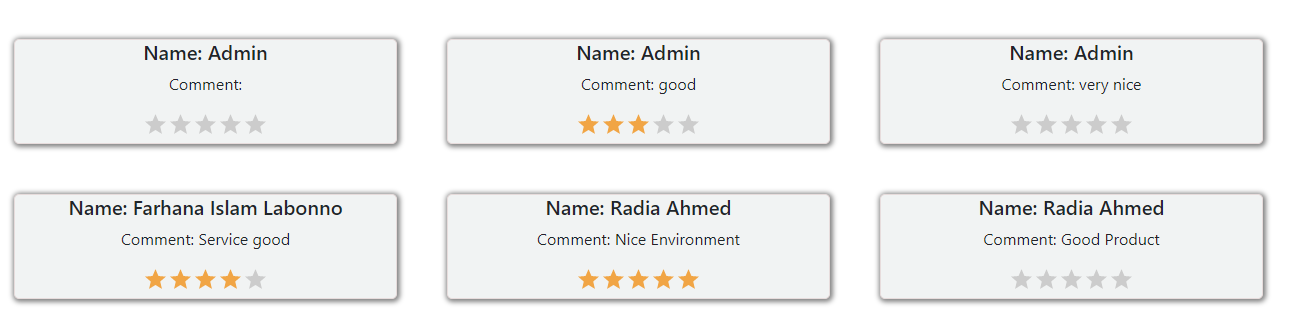 Name: Admin
Comment:
Name: Admin
Comment: good
Name: Admin
Comment: very nice
Name: Farhana Islam Labonno
Comment: Service good
Name: Radia Ahmed
Comment: Nice Environment
Name: Radia Ahmed
Comment: Good Product